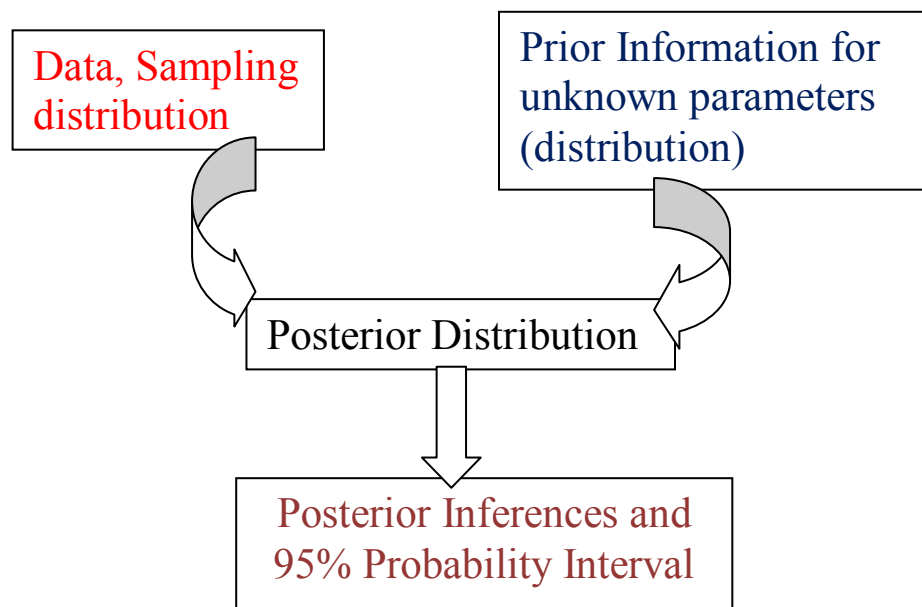 Data, Sampling
distribution
Prior Information for
unknown parameters
(distribution)
Posterior Distribution
Posterior Inferences and
95% Probability Interval